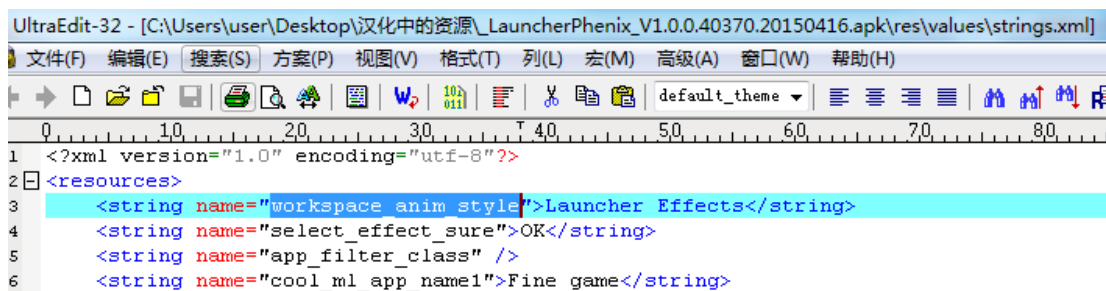 UltraEdit-32 - [C:\Users\user\Desktop\汉化中的资源\_LauncherPhenix_V1.0.0.40370.20150416.apk\res\values\strings.xml]
文件(F) 编辑(E) 搜索(S) 方案(P) 视图(V) 格式(T) 列(L) 宏(M) 高级(A) 窗口(W) 帮助(H)
default_theme
0 10 20 30 40 50 60 70 80
1 <?xml version="1.0" encoding="utf-8"?>
2 <resources>
3 <string name="workspace_anim_style">Launcher Effects</string>
4 <string name="select_effect_sure">OK</string>
5 <string name="app_filter_class" />
6 <string name="cool_ml_app_name1">Fine game</string>